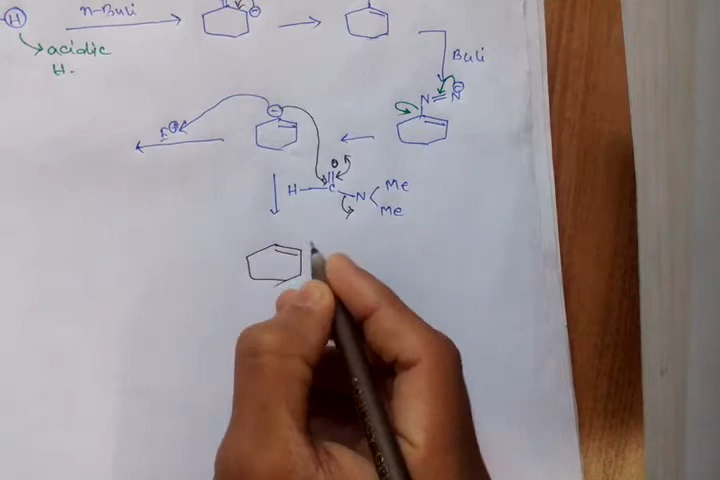 H n-BuLi
acidic
H.
BuLi
N = N
E⊕
O
H C N Me
Me